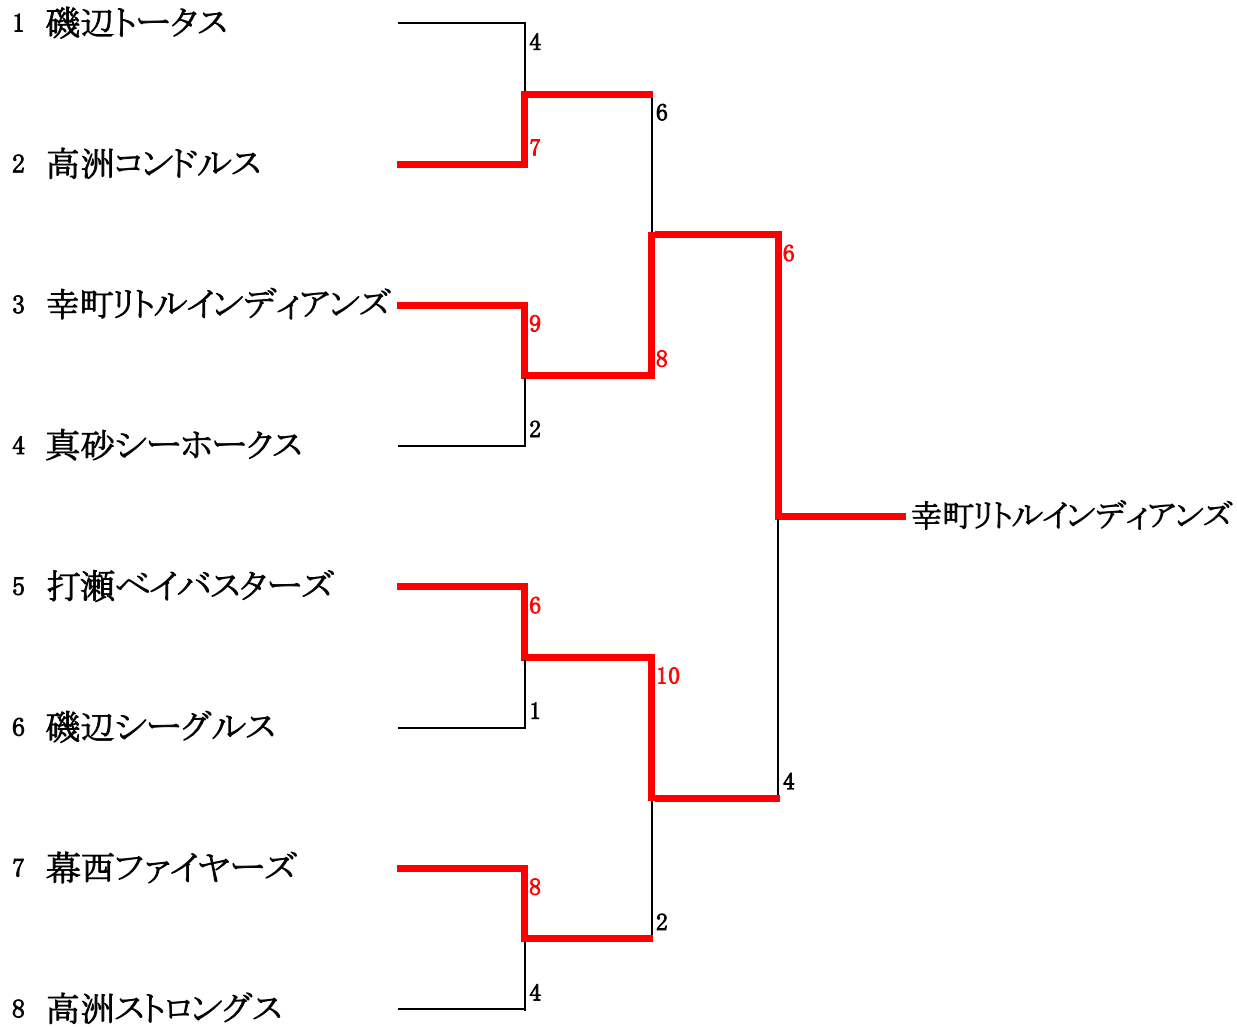 1 磯辺トータス
4
6
7
2 高洲コンドルス
6
3 幸町リトルインディアンズ
9
8
2
4 真砂シーホークス
幸町リトルインディアンズ
5 打瀬ベイバスターズ
6
10
1
6 磯辺シーグルス
4
7 幕西ファイヤーズ
8
2
4
8 高洲ストロングス